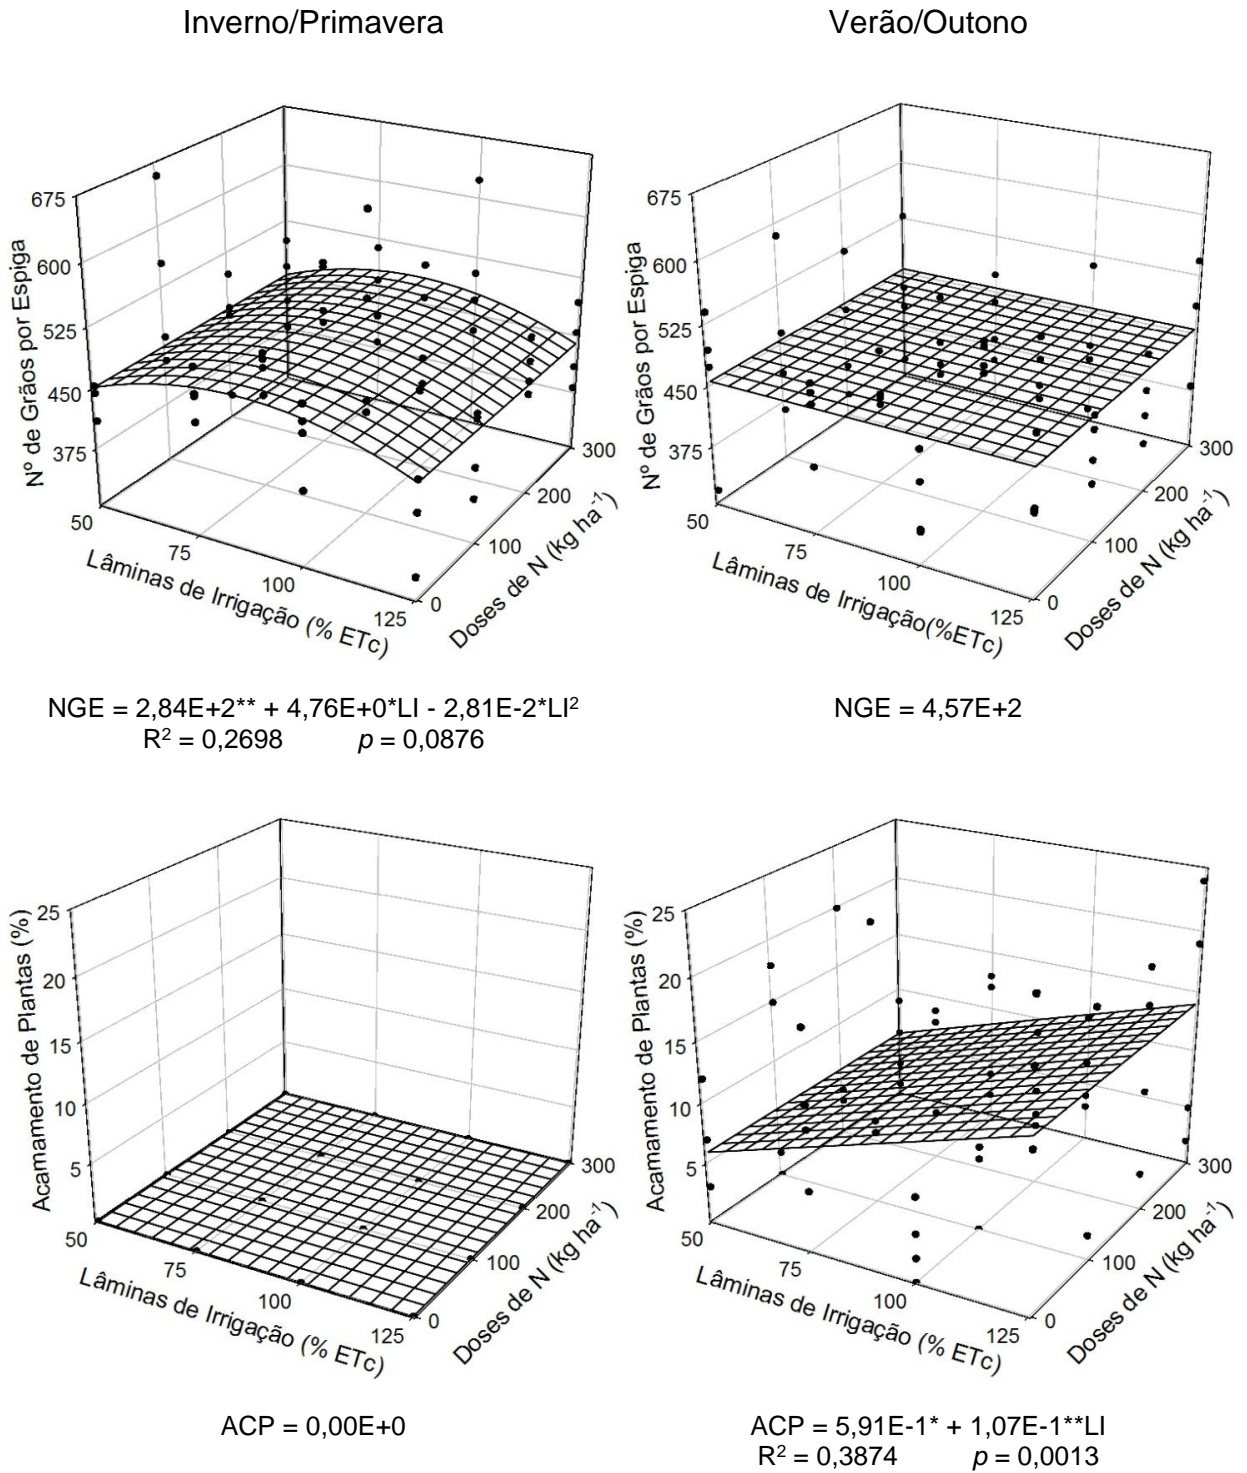 Inverno/Primavera
Verão/Outono
675
600
525
450
375
Nº de Grãos por Espiga
50
75
100
125
Lâminas de Irrigação (% ETc)
0
100
200
300
Doses de N (kg ha⁻¹)
675
600
525
450
375
Nº de Grãos por Espiga
50
75
100
125
Lâminas de Irrigação(%ETc)
0
100
200
300
Doses de N (kg ha⁻¹)
NGE = 2,84E+2** + 4,76E+0*LI - 2,81E-2*LI²
R² = 0,2698 p = 0,0876
NGE = 4,57E+2
25
20
15
10
5
Acamamento de Plantas (%)
50
75
100
125
Lâminas de Irrigação (% ETc)
0
100
200
300
Doses de N (kg ha⁻¹)
25
20
15
10
5
Acamamento de Plantas (%)
50
75
100
125
Lâminas de Irrigação (% ETc)
0
100
200
300
Doses de N (kg ha⁻¹)
ACP = 0,00E+0
ACP = 5,91E-1* + 1,07E-1**LI
R² = 0,3874 p = 0,0013